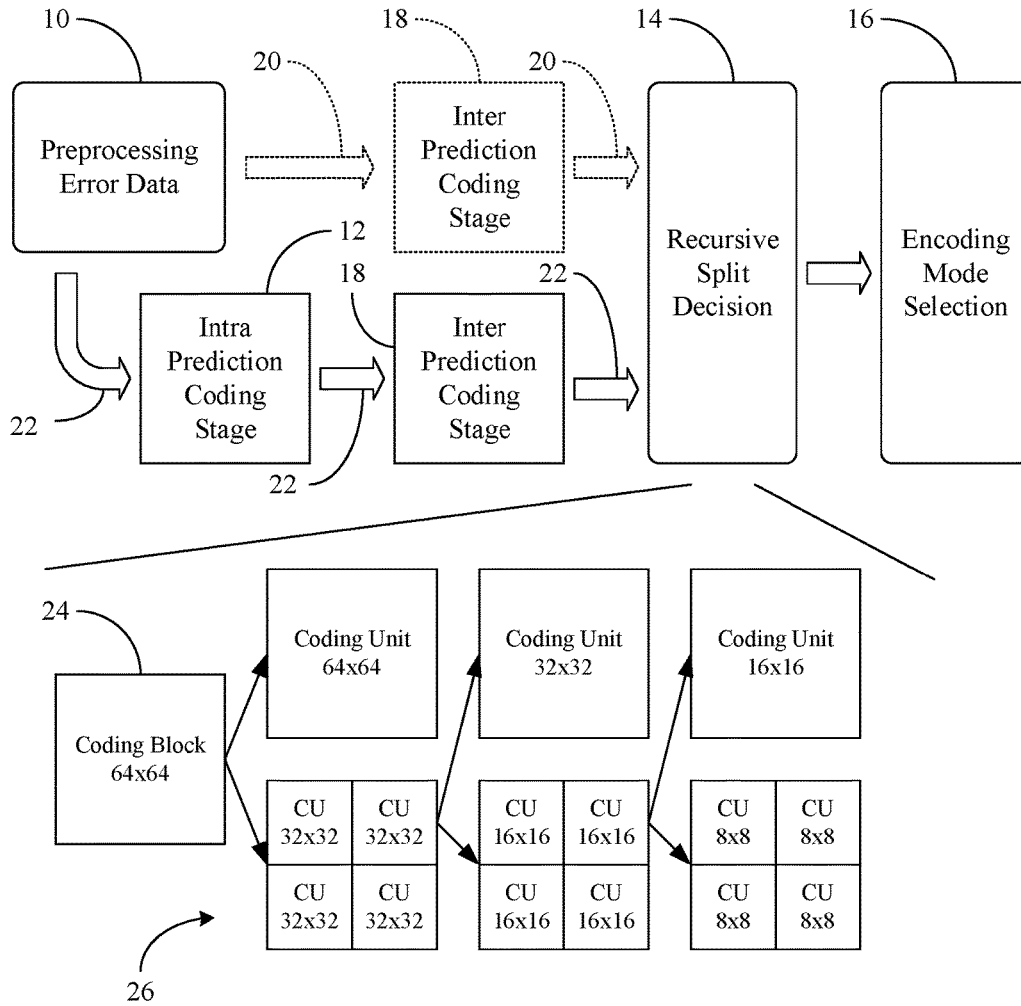 10
18
14
16
20
20
Preprocessing
Error Data
Inter
Prediction
Coding
Stage
Recursive
Split
Decision
Encoding
Mode
Selection
12
18
22
Intra
Prediction
Coding
Stage
Inter
Prediction
Coding
Stage
22
22
24
Coding Block
64x64
Coding Unit
64x64
Coding Unit
32x32
Coding Unit
16x16
CU
32x32
CU
32x32
CU
32x32
CU
32x32
CU
16x16
CU
16x16
CU
16x16
CU
16x16
CU
8x8
CU
8x8
CU
8x8
CU
8x8
26